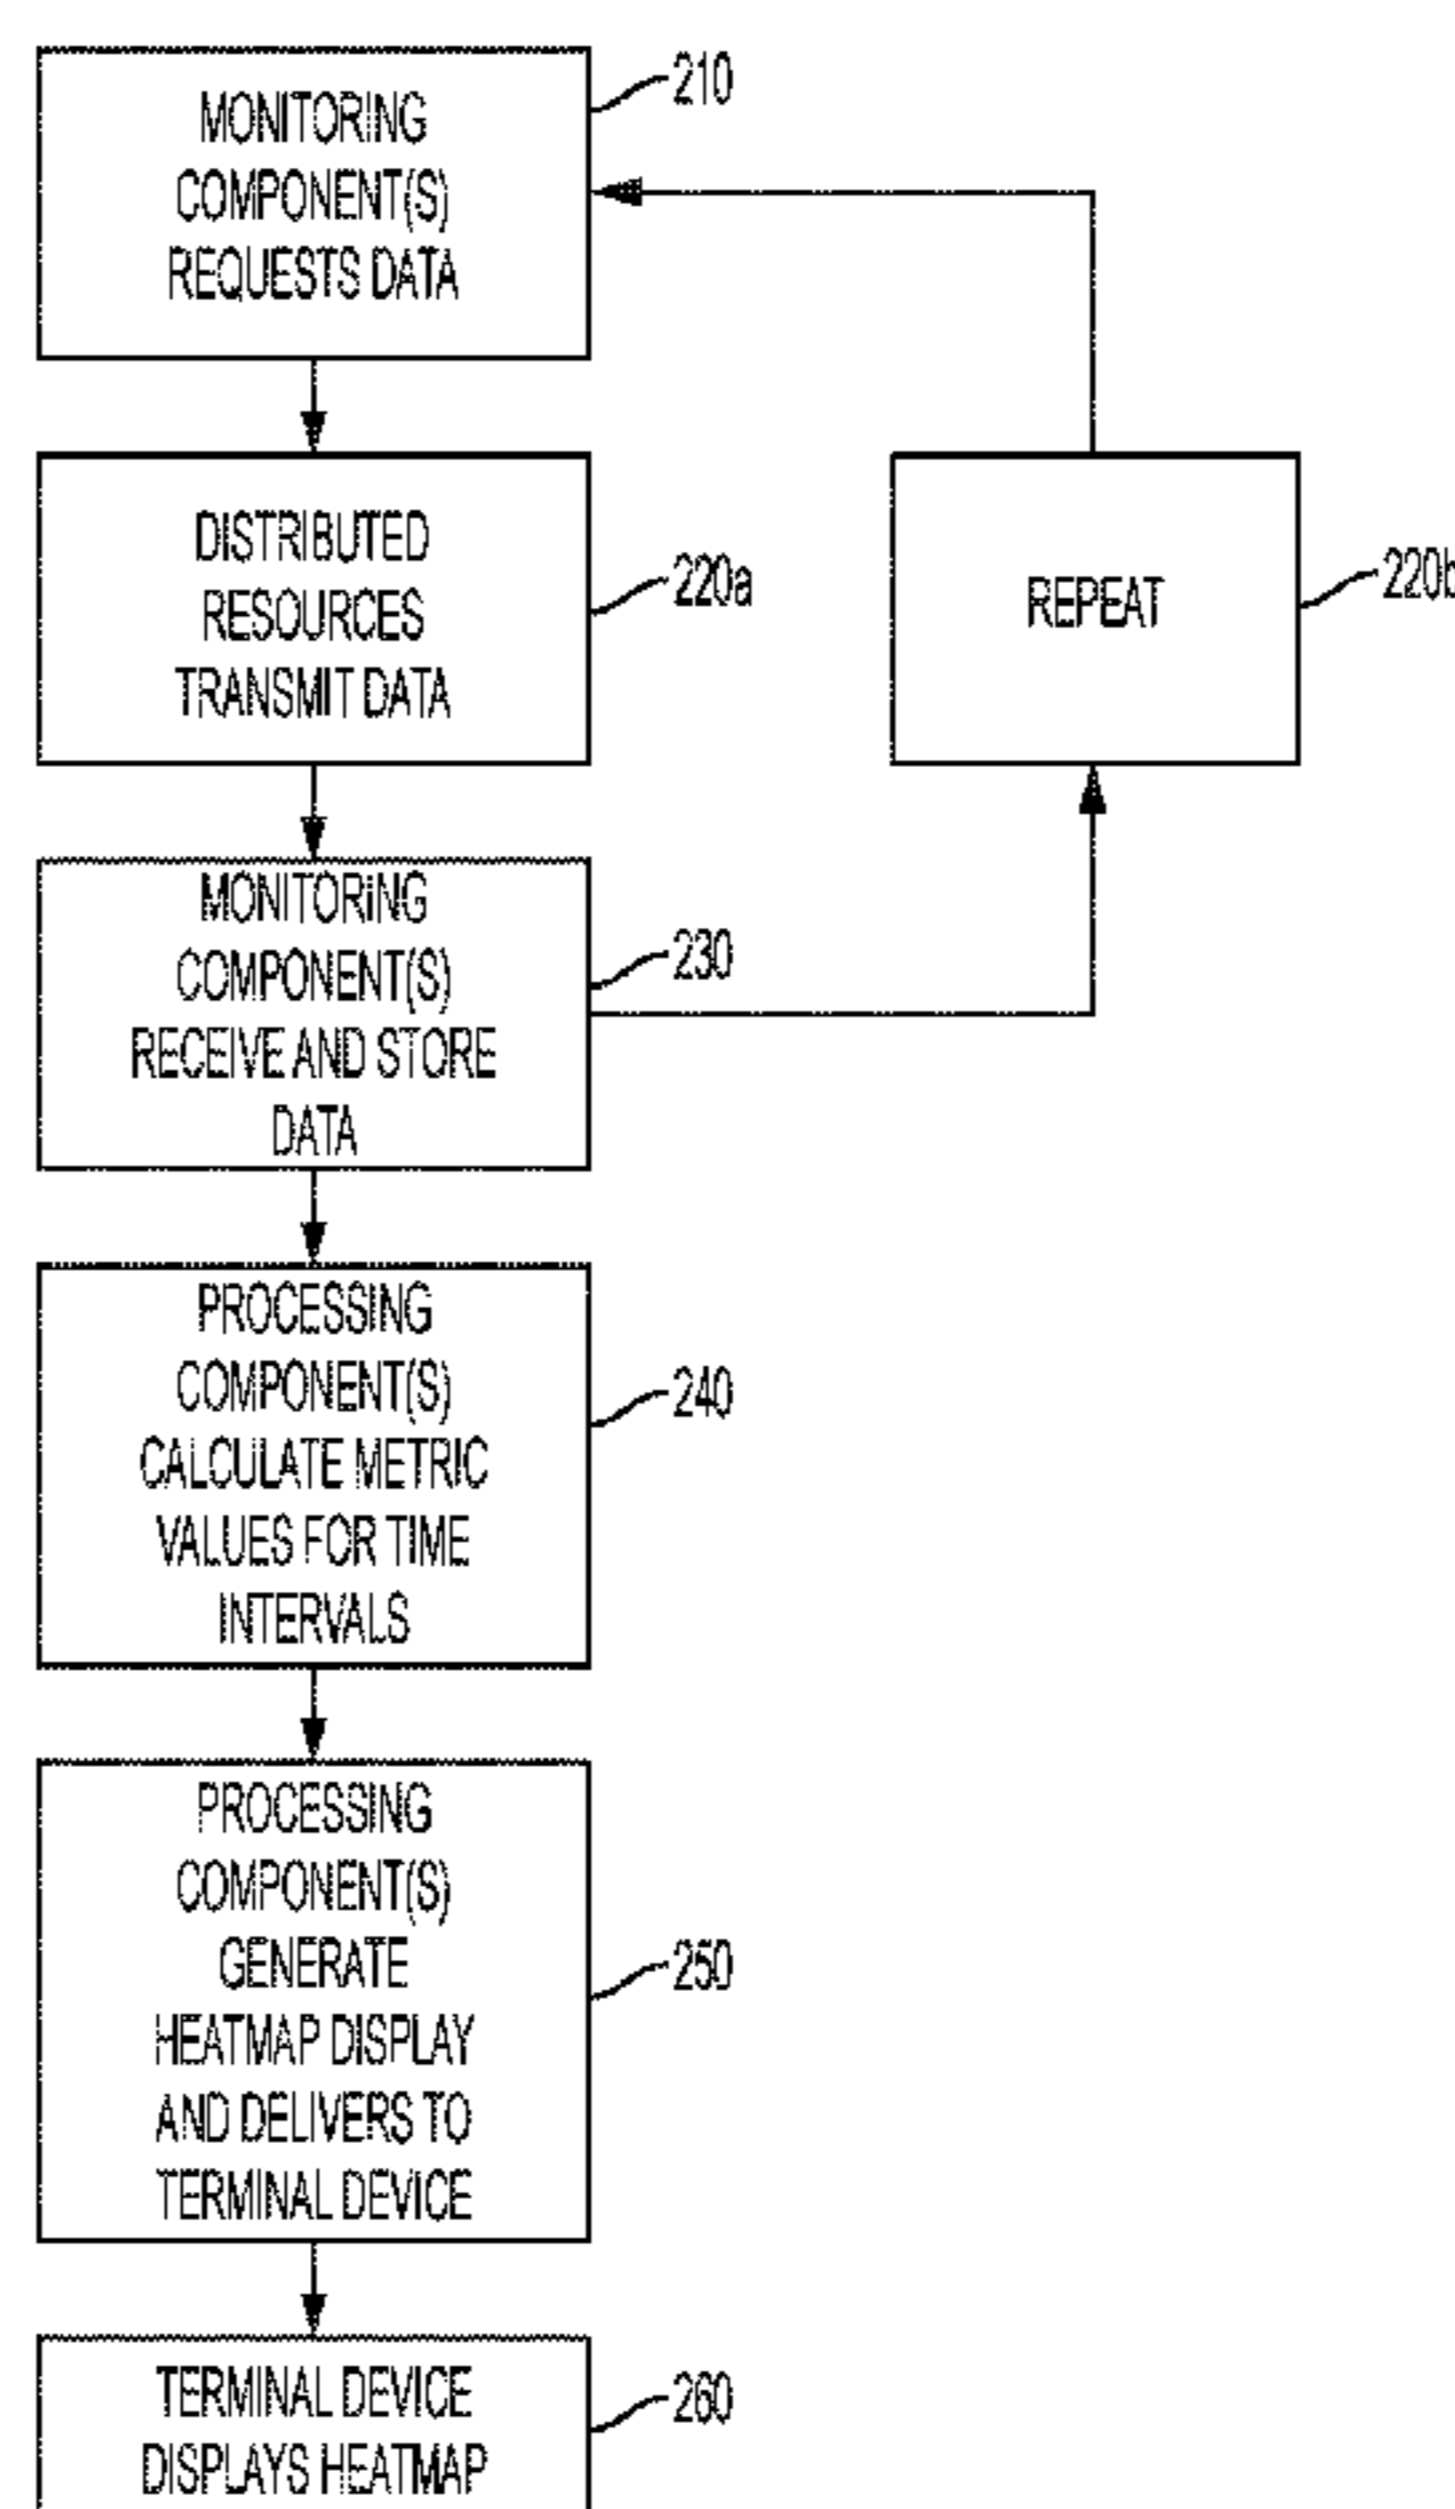 MONITORING
COMPONENT(S)
REQUESTS DATA
210
DISTRIBUTED
RESOURCES
TRANSMIT DATA
220a
REPEAT
220b
MONITORING
COMPONENT(S)
RECEIVE AND STORE
DATA
230
PROCESSING
COMPONENT(S)
CALCULATE METRIC
VALUES FOR TIME
INTERVALS
240
PROCESSING
COMPONENT(S)
GENERATE
HEATMAP DISPLAY
AND DELIVERS TO
TERMINAL DEVICE
250
TERMINAL DEVICE
DISPLAYS HEATMAP
260